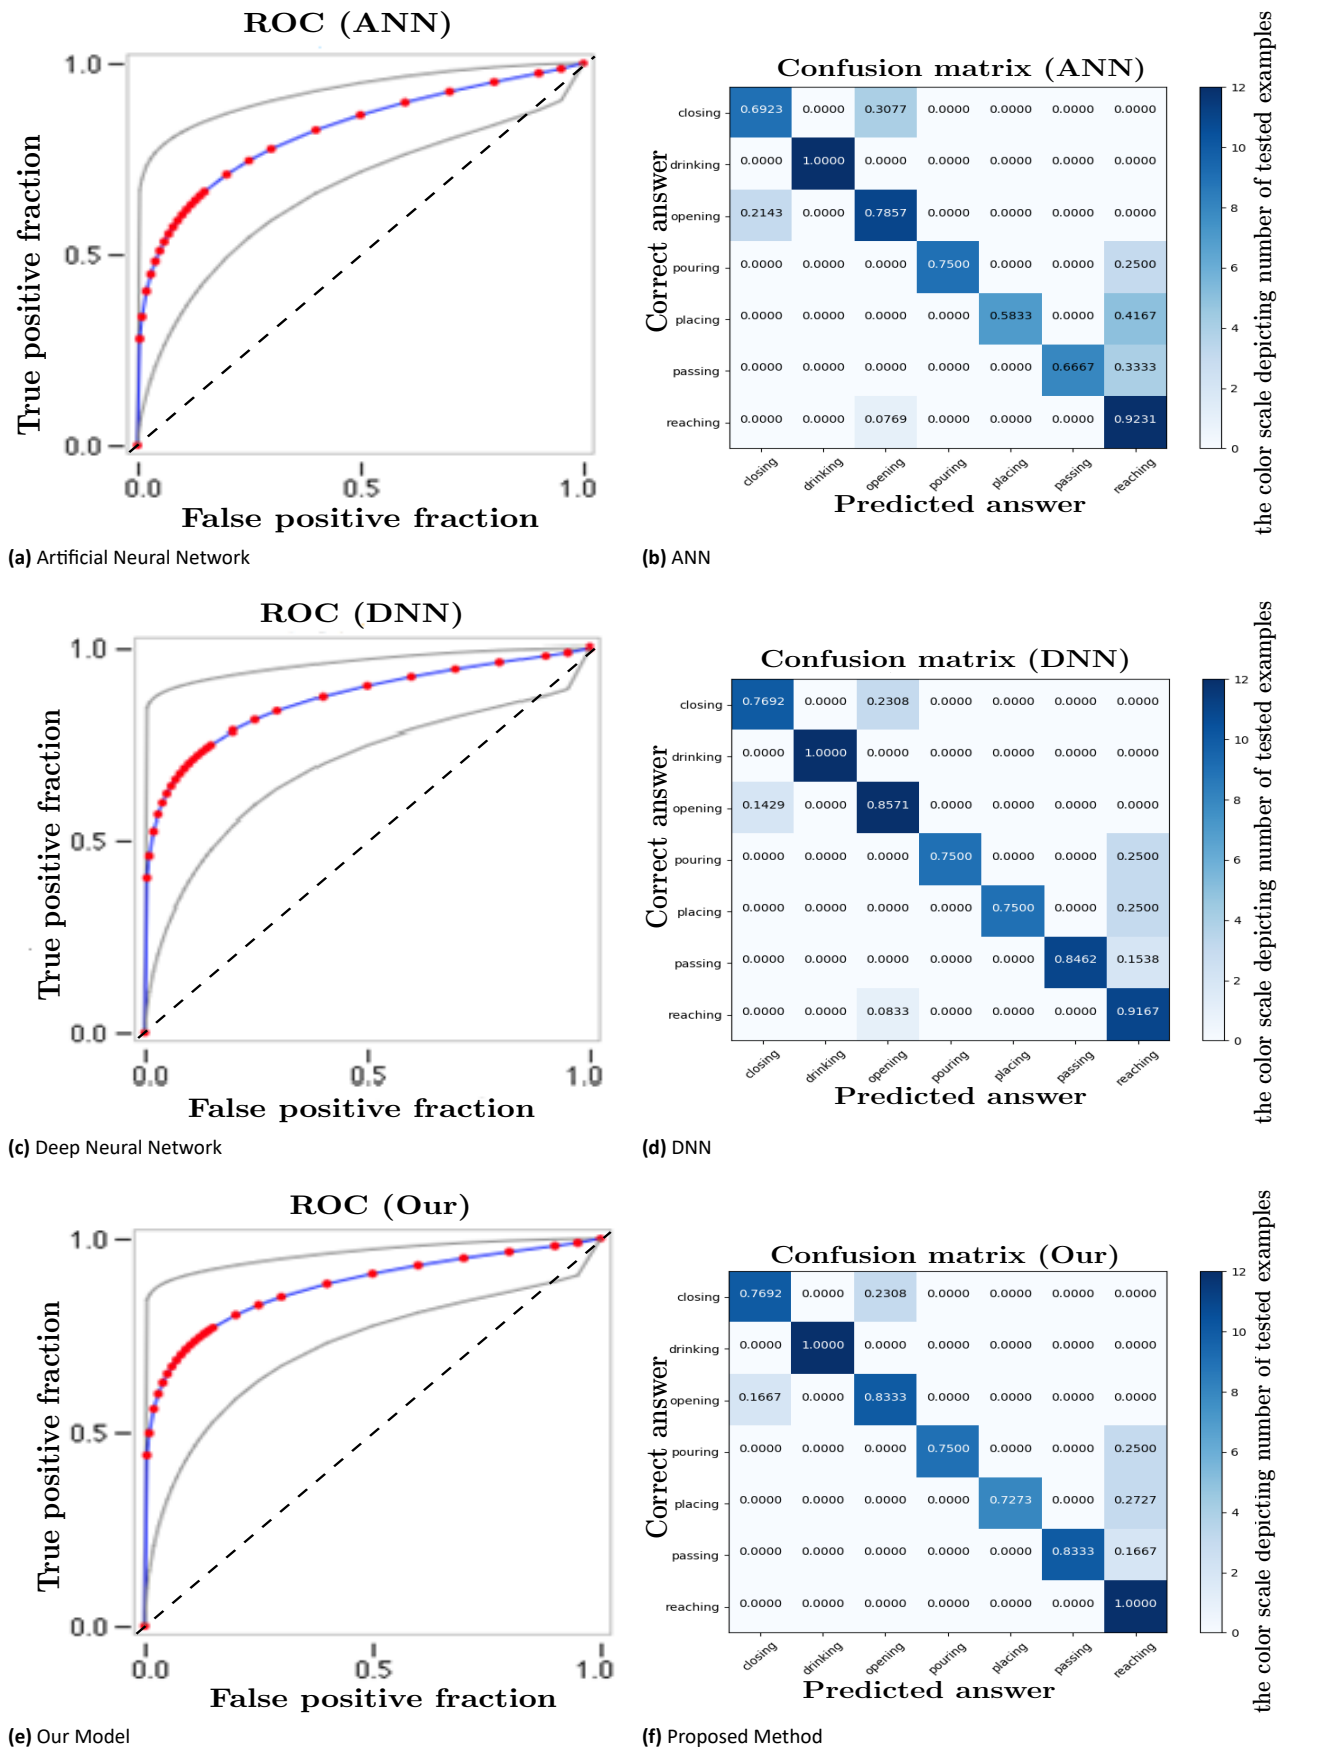 ROC (ANN)
1.0
0.5
0.0
True positive fraction
0.0 0.5 1.0
False positive fraction
(a) Artificial Neural Network
Confusion matrix (ANN)
Correct answer
closing 0.6923 0.0000 0.3077 0.0000 0.0000 0.0000 0.0000
drinking 0.0000 1.0000 0.0000 0.0000 0.0000 0.0000 0.0000
opening 0.2143 0.0000 0.7857 0.0000 0.0000 0.0000 0.0000
pouring 0.0000 0.0000 0.0000 0.7500 0.0000 0.0000 0.2500
placing 0.0000 0.0000 0.0000 0.0000 0.5833 0.0000 0.4167
passing 0.0000 0.0000 0.0000 0.0000 0.0000 0.6667 0.3333
reaching 0.0000 0.0000 0.0769 0.0000 0.0000 0.0000 0.9231
closing drinking opening pouring placing passing reaching
Predicted answer
12
10
8
6
4
2
0
the color scale depicting number of tested examples
(b) ANN
ROC (DNN)
1.0
0.5
0.0
True positive fraction
0.0 0.5 1.0
False positive fraction
(c) Deep Neural Network
Confusion matrix (DNN)
Correct answer
closing 0.7692 0.0000 0.2308 0.0000 0.0000 0.0000 0.0000
drinking 0.0000 1.0000 0.0000 0.0000 0.0000 0.0000 0.0000
opening 0.1429 0.0000 0.8571 0.0000 0.0000 0.0000 0.0000
pouring 0.0000 0.0000 0.0000 0.7500 0.0000 0.0000 0.2500
placing 0.0000 0.0000 0.0000 0.0000 0.7500 0.0000 0.2500
passing 0.0000 0.0000 0.0000 0.0000 0.0000 0.8462 0.1538
reaching 0.0000 0.0000 0.0833 0.0000 0.0000 0.0000 0.9167
closing drinking opening pouring placing passing reaching
Predicted answer
12
10
8
6
4
2
0
the color scale depicting number of tested examples
(d) DNN
ROC (Our)
1.0
0.5
0.0
True positive fraction
0.0 0.5 1.0
False positive fraction
(e) Our Model
Confusion matrix (Our)
Correct answer
closing 0.7692 0.0000 0.2308 0.0000 0.0000 0.0000 0.0000
drinking 0.0000 1.0000 0.0000 0.0000 0.0000 0.0000 0.0000
opening 0.1667 0.0000 0.8333 0.0000 0.0000 0.0000 0.0000
pouring 0.0000 0.0000 0.0000 0.7500 0.0000 0.0000 0.2500
placing 0.0000 0.0000 0.0000 0.0000 0.7273 0.0000 0.2727
passing 0.0000 0.0000 0.0000 0.0000 0.0000 0.8333 0.1667
reaching 0.0000 0.0000 0.0000 0.0000 0.0000 0.0000 1.0000
closing drinking opening pouring placing passing reaching
Predicted answer
12
10
8
6
4
2
0
the color scale depicting number of tested examples
(f) Proposed Method